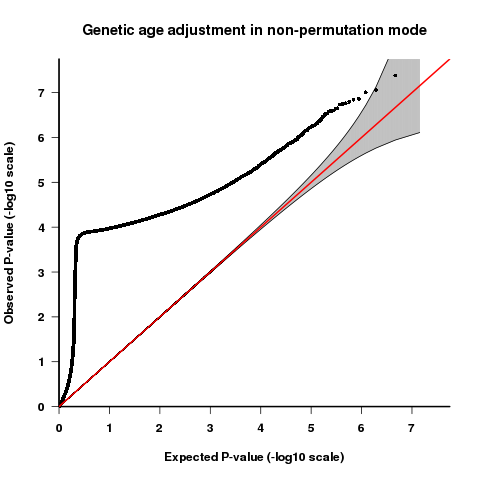 Genetic age adjustment in non-permutation mode
Observed P-value (-log10 scale)
7
6
5
4
3
2
1
0
0 1 2 3 4 5 6 7
Expected P-value (-log10 scale)